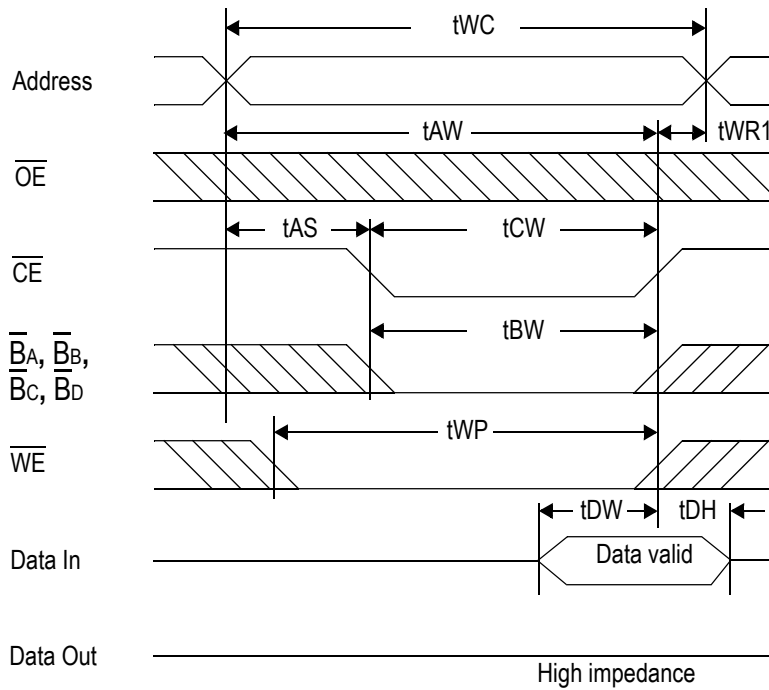 tWC
Address
tAW
tWR1
OE
tAS
tCW
CE
tBW
BA, BB,
BC, BD
tWP
WE
tDW
tDH
Data In
Data valid
Data Out
High impedance